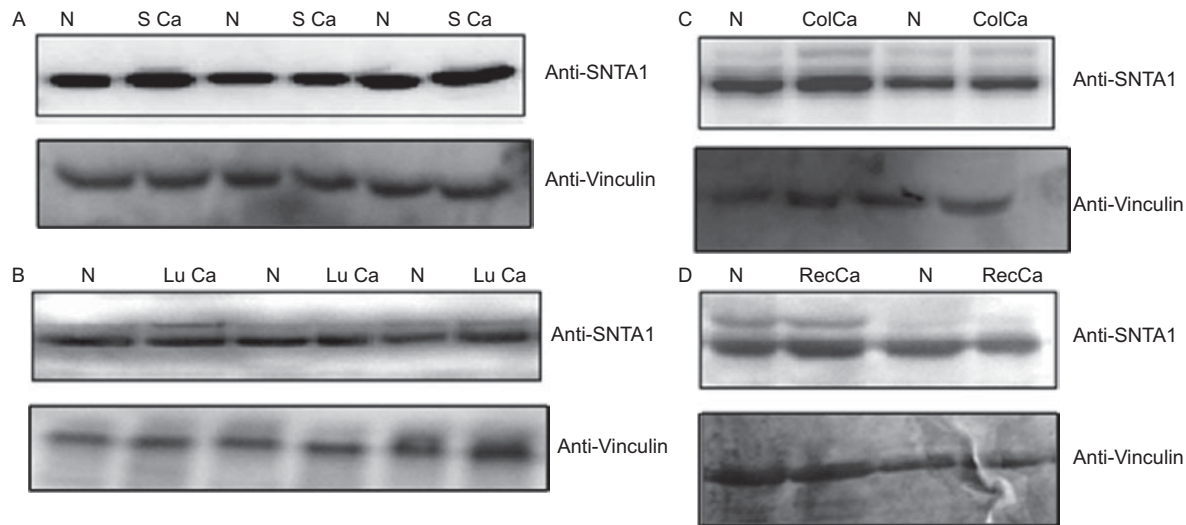 A N S Ca N S Ca N S Ca
Anti-SNTA1
Anti-Vinculin
B N Lu Ca N Lu Ca N Lu Ca
Anti-SNTA1
Anti-Vinculin
C N ColCa N ColCa
Anti-SNTA1
Anti-Vinculin
D N RecCa N RecCa
Anti-SNTA1
Anti-Vinculin